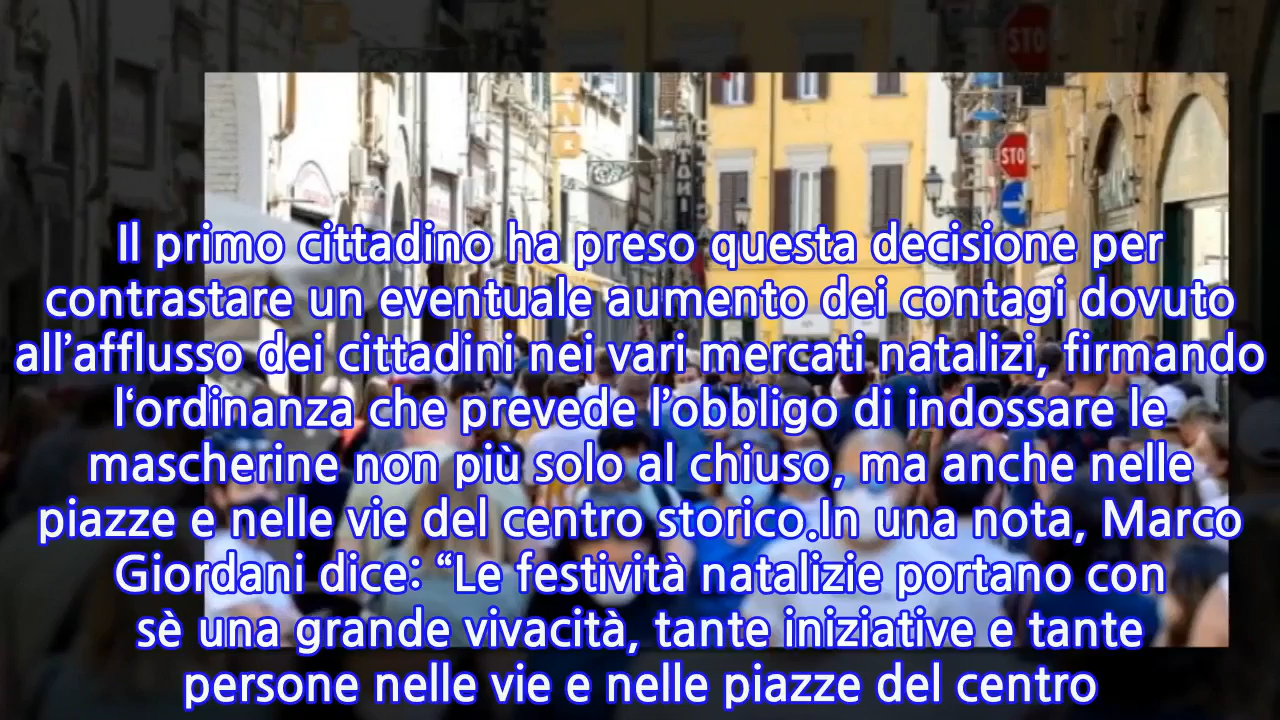 STO
STO
Il primo cittadino ha preso questa decisione per
contrastare un eventuale aumento dei contagi dovuto
all’afflusso dei cittadini nei vari mercati natalizi, firmando
l‘ordinanza che prevede l’obbligo di indossare le
mascherine non più solo al chiuso, ma anche nelle
piazze e nelle vie del centro storico.In una nota, Marco
Giordani dice: “Le festività natalizie portano con
sè una grande vivacità, tante iniziative e tante
persone nelle vie e nelle piazze del centro